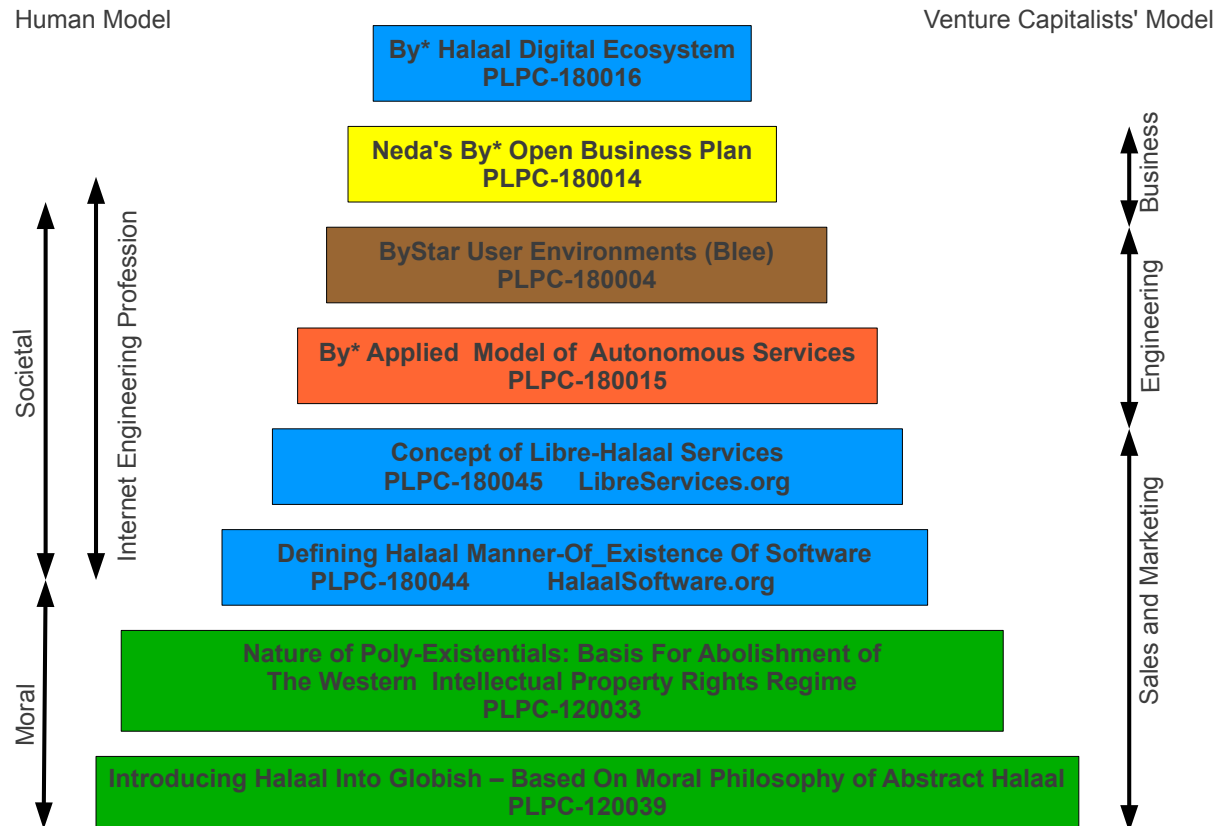 Human Model
Venture Capitalists' Model
By* Halaal Digital Ecosystem
PLPC-180016
Neda's By* Open Business Plan
PLPC-180014
ByStar User Environments (Blee)
PLPC-180004
By* Applied Model of Autonomous Services
PLPC-180015
Concept of Libre-Halaal Services
PLPC-180045 LibreServices.org
Defining Halaal Manner-Of_Existence Of Software
PLPC-180044 HalaalSoftware.org
Nature of Poly-Existentials: Basis For Abolishment of
The Western Intellectual Property Rights Regime
PLPC-120033
Introducing Halaal Into Globish – Based On Moral Philosophy of Abstract Halaal
PLPC-120039
Societal
Moral
Internet Engineering Profession
Business
Engineering
Sales and Marketing